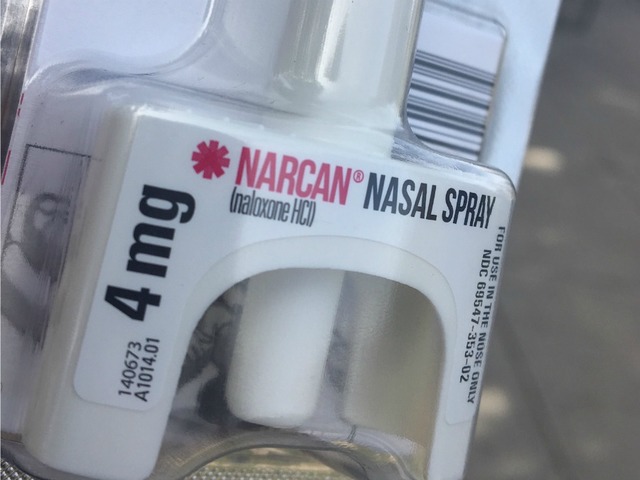 NARCAN® NASAL SPRAY
(naloxone HCl)
4 mg
140673
A1014.01
FOR USE IN THE NOSE ONLY
NDC 69547-353-02